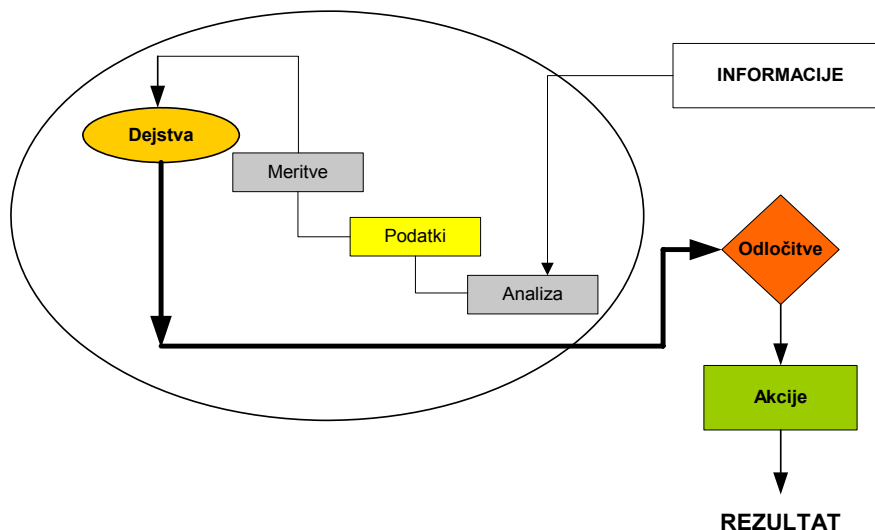 INFORMACIJE
Dejstva
Meritve
Podatki
Odločitve
Analiza
Akcije
REZULTAT